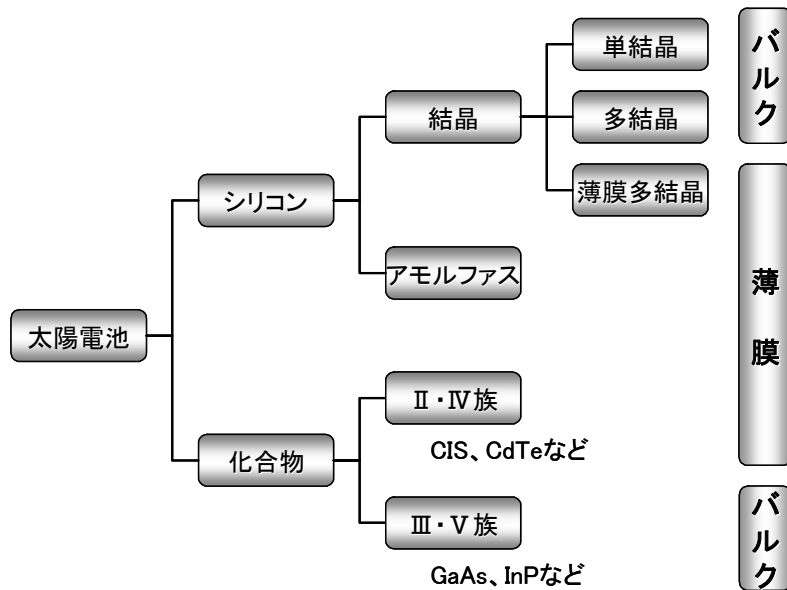 単結晶
バルク
結晶
多結晶
シリコン
薄膜多結晶
アモルファス
薄膜
太陽電池
Ⅱ・Ⅳ族
CIS、CdTeなど
化合物
Ⅲ・Ⅴ族
バルク
GaAs、InPなど